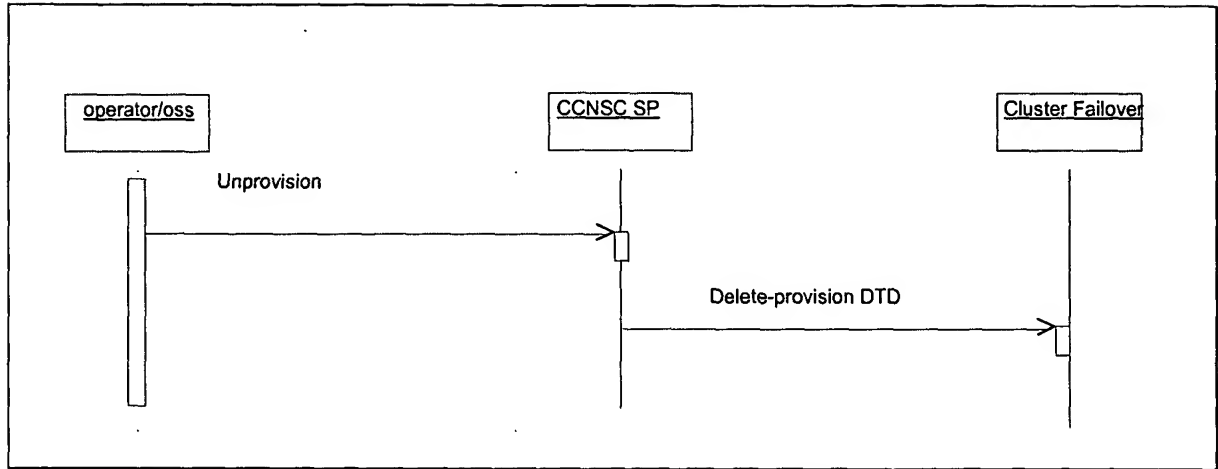 operator/oss
CCNSC SP
Cluster Failover
Unprovision
Delete-provision DTD